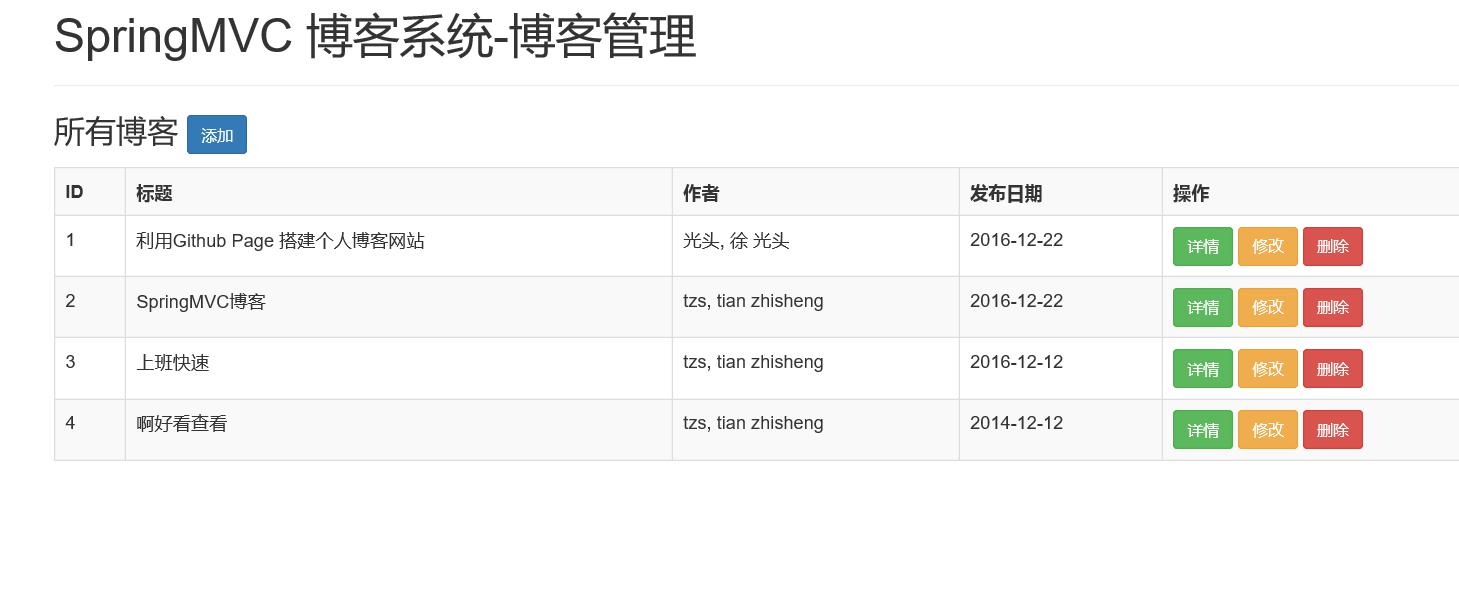 SpringMVC 博客系统-博客管理
所有博客 添加
ID 标题 作者 发布日期 操作
1 利用Github Page 搭建个人博客网站 光头, 徐 光头 2016-12-22 详情 修改 删除
2 SpringMVC博客 tzs, tian zhisheng 2016-12-22 详情 修改 删除
3 上班快速 tzs, tian zhisheng 2016-12-12 详情 修改 删除
4 啊好看查看 tzs, tian zhisheng 2014-12-12 详情 修改 删除